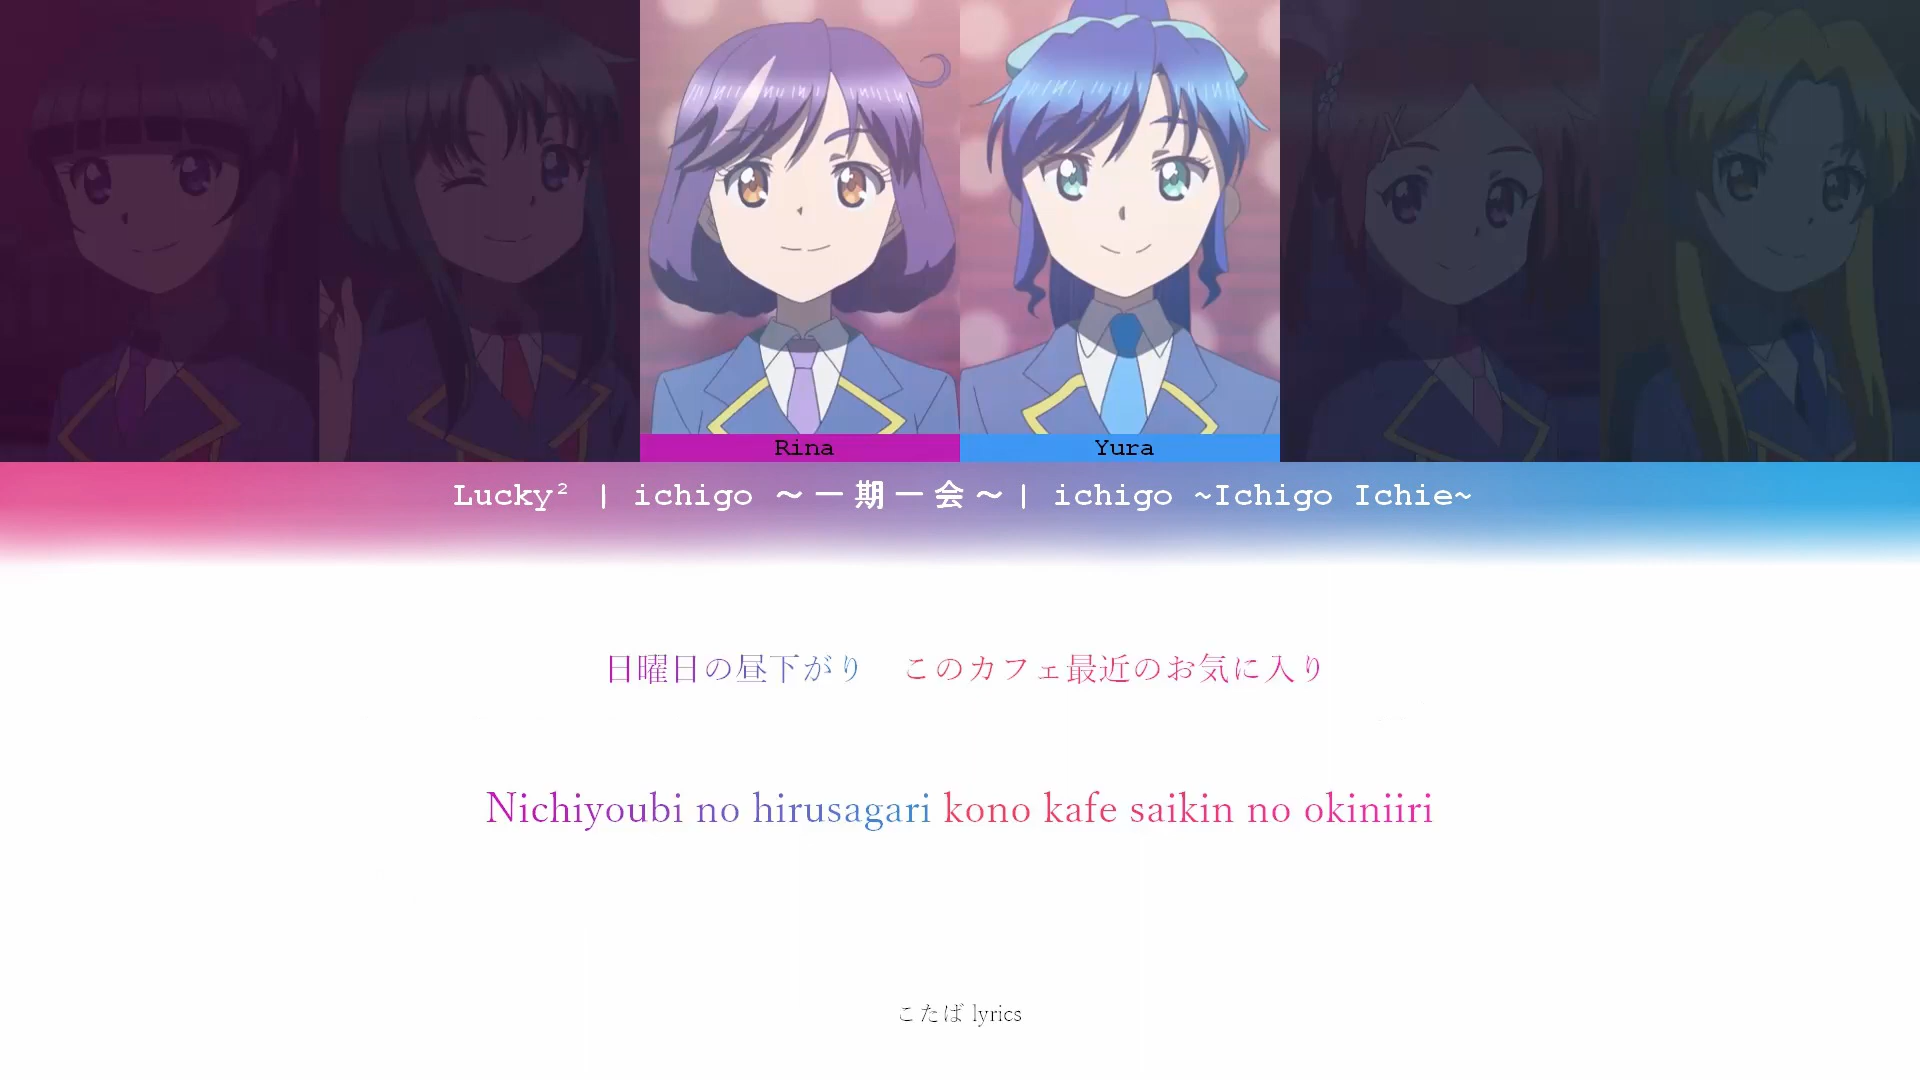 Rina
Yura
Lucky² | ichigo ～一期一会～| ichigo ~Ichigo Ichie~
日曜日の昼下がり　このカフェ最近のお気に入り
Nichiyoubi no hirusagari kono kafe saikin no okiniiri
こたば lyrics